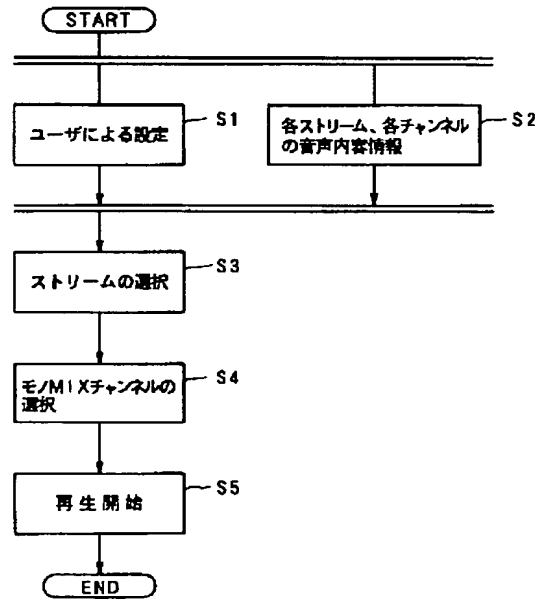 START
ユーザによる設定
S1
各ストリーム、各チャンネル
の音声内容情報
S2
ストリームの選択
S3
モノMIXチャンネルの
選択
S4
再生開始
S5
END